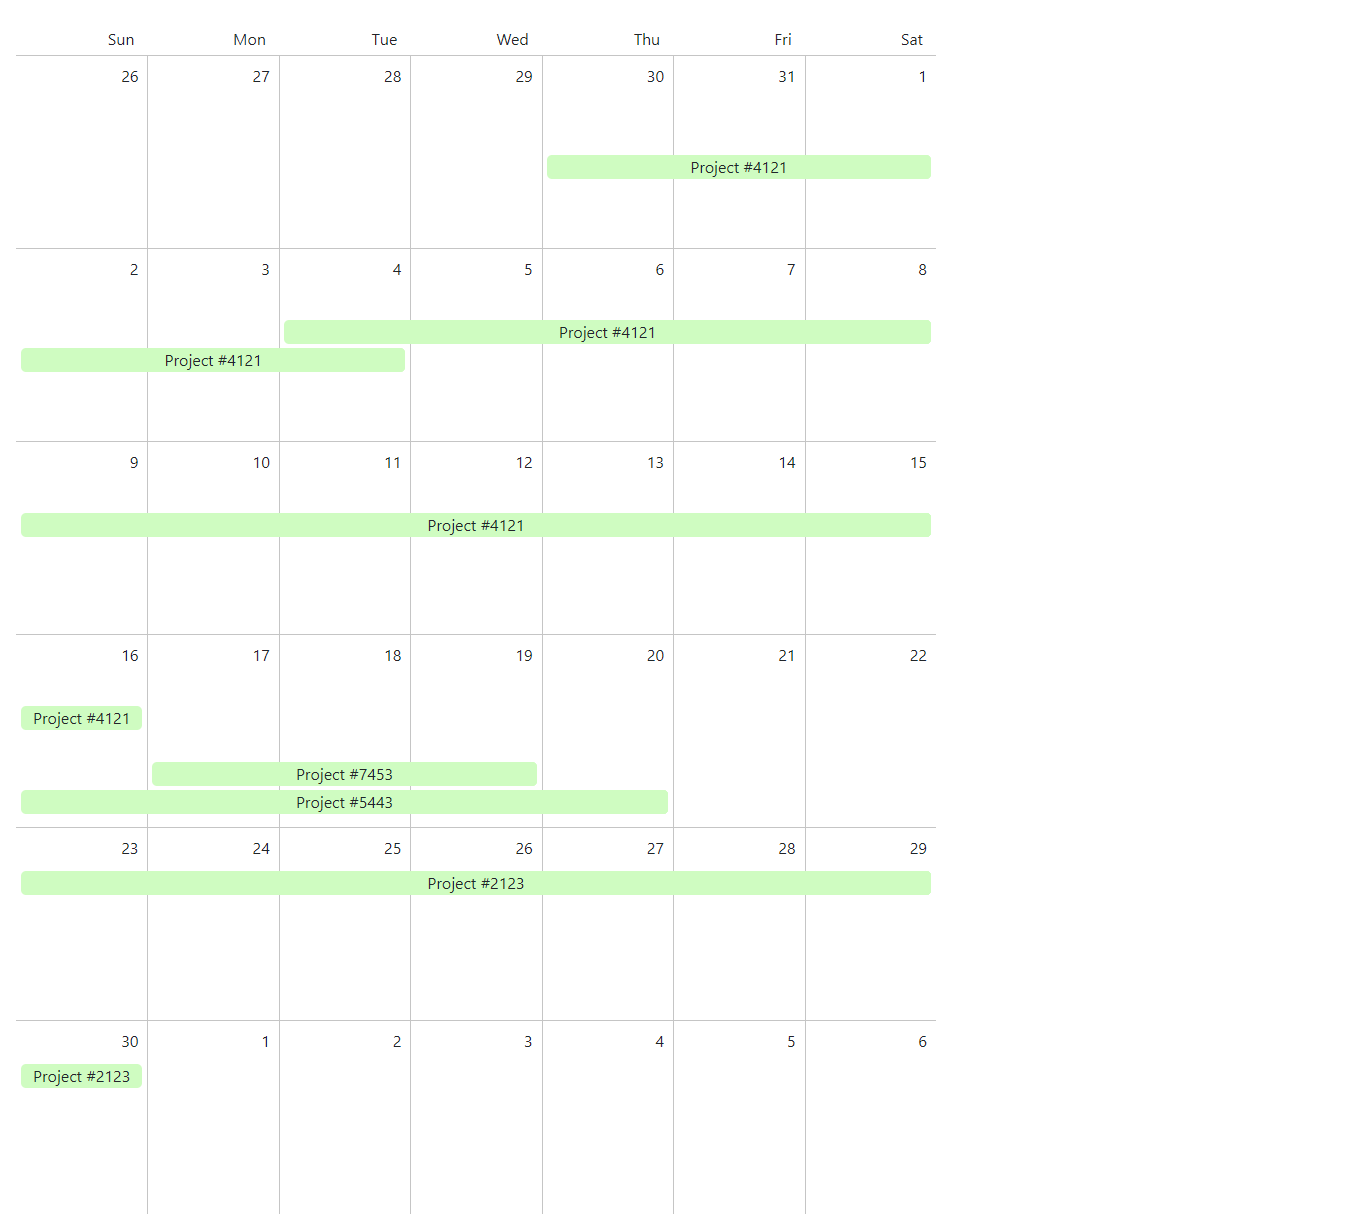 Sun Mon Tue Wed Thu Fri Sat
26 27 28 29 30 31 1
Project #4121
2 3 4 5 6 7 8
Project #4121
Project #4121
9 10 11 12 13 14 15
Project #4121
16 17 18 19 20 21 22
Project #4121
Project #7453
Project #5443
23 24 25 26 27 28 29
Project #2123
30 1 2 3 4 5 6
Project #2123